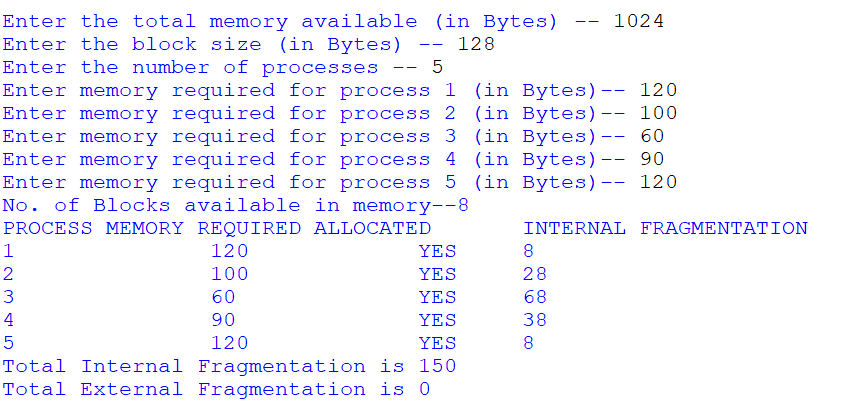 Enter the total memory available (in Bytes) -- 1024
Enter the block size (in Bytes) -- 128
Enter the number of processes -- 5
Enter memory required for process 1 (in Bytes)-- 120
Enter memory required for process 2 (in Bytes)-- 100
Enter memory required for process 3 (in Bytes)-- 60
Enter memory required for process 4 (in Bytes)-- 90
Enter memory required for process 5 (in Bytes)-- 120
No. of Blocks available in memory--8
PROCESS MEMORY REQUIRED ALLOCATED INTERNAL FRAGMENTATION
1 120 YES 8
2 100 YES 28
3 60 YES 68
4 90 YES 38
5 120 YES 8
Total Internal Fragmentation is 150
Total External Fragmentation is 0